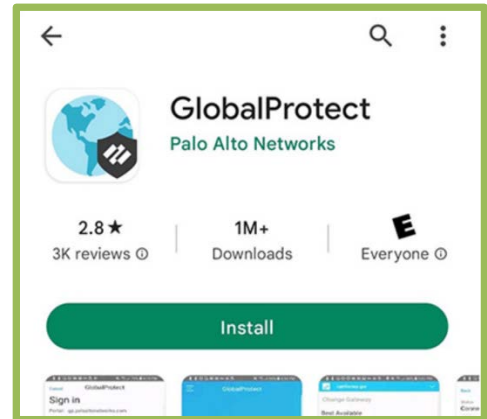 GlobalProtect
Palo Alto Networks
2.8★
1M+
E
3K reviews
Downloads
Everyone
Install
GlobalProtect
Sign in
GlobalProtect
Change Gateway
Best Available